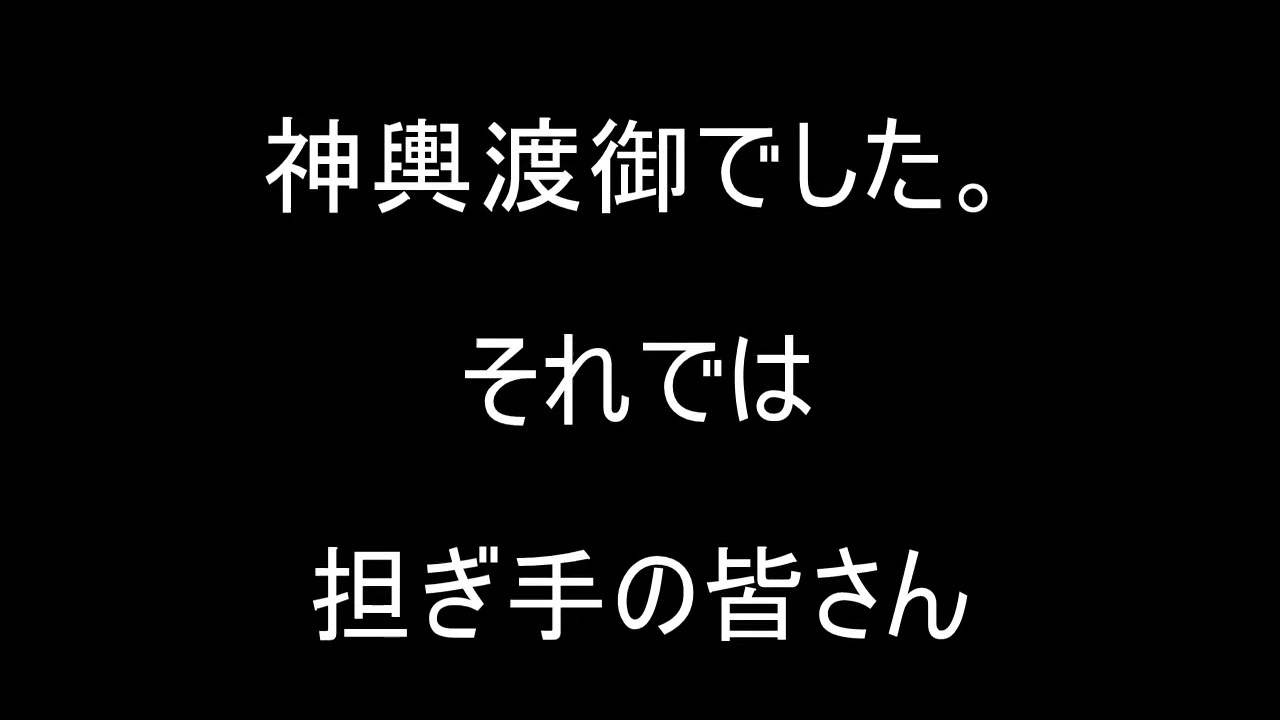 神輿渡御でした。
それでは
担ぎ手の皆さん